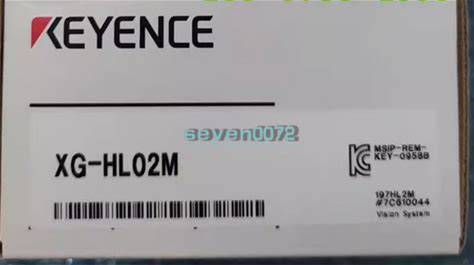 KEYENCE
seven0072
XG-HL02M
MSIP-REM-
KEY-095BB
197HL2M
#7C610044
Vision System